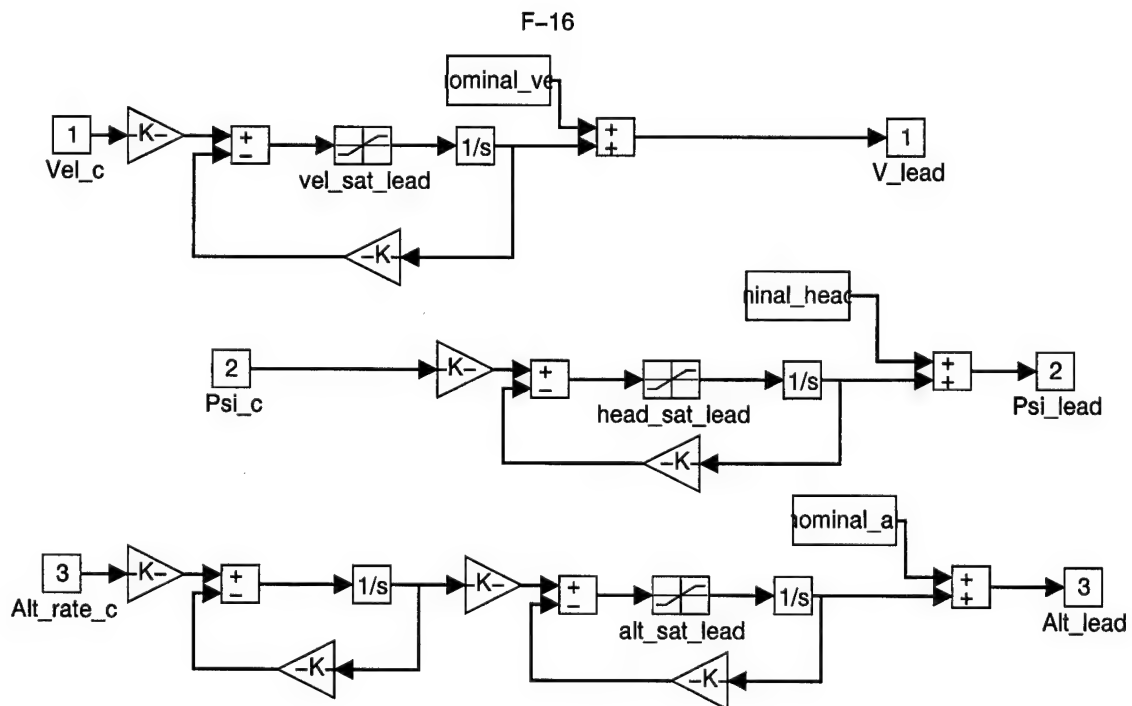 F-16
nominal_ve
1
-K-
+
-
vel_sat_lead
1/s
+
+
1
Vel_c
V_lead
-K-
ninal_head
2
-K-
+
-
head_sat_lead
1/s
+
+
2
Psi_c
Psi_lead
-K-
nominal_a
3
-K-
+
-
1/s
-K-
+
-
alt_sat_lead
1/s
+
+
3
Alt_rate_c
Alt_lead
-K-
-K-